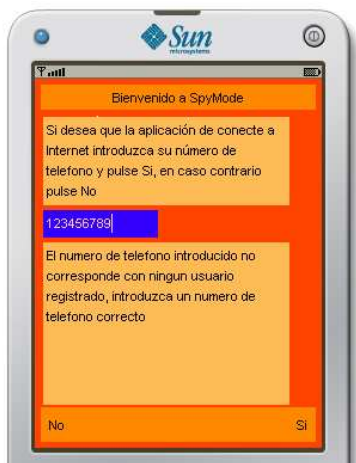 Sun
microsystems
Bienvenido a SpyMode
Si desea que la aplicación de conecte a
Internet introduzca su número de
telefono y pulse Si, en caso contrario
pulse No
123456789
El numero de telefono introducido no
corresponde con ningun usuario
registrado, introduzca un numero de
telefono correcto
No
Si